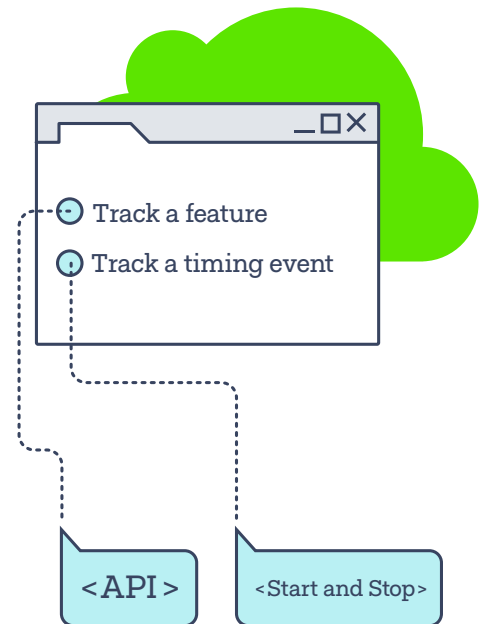 Track a feature
Track a timing event
<API>
<Start and Stop>